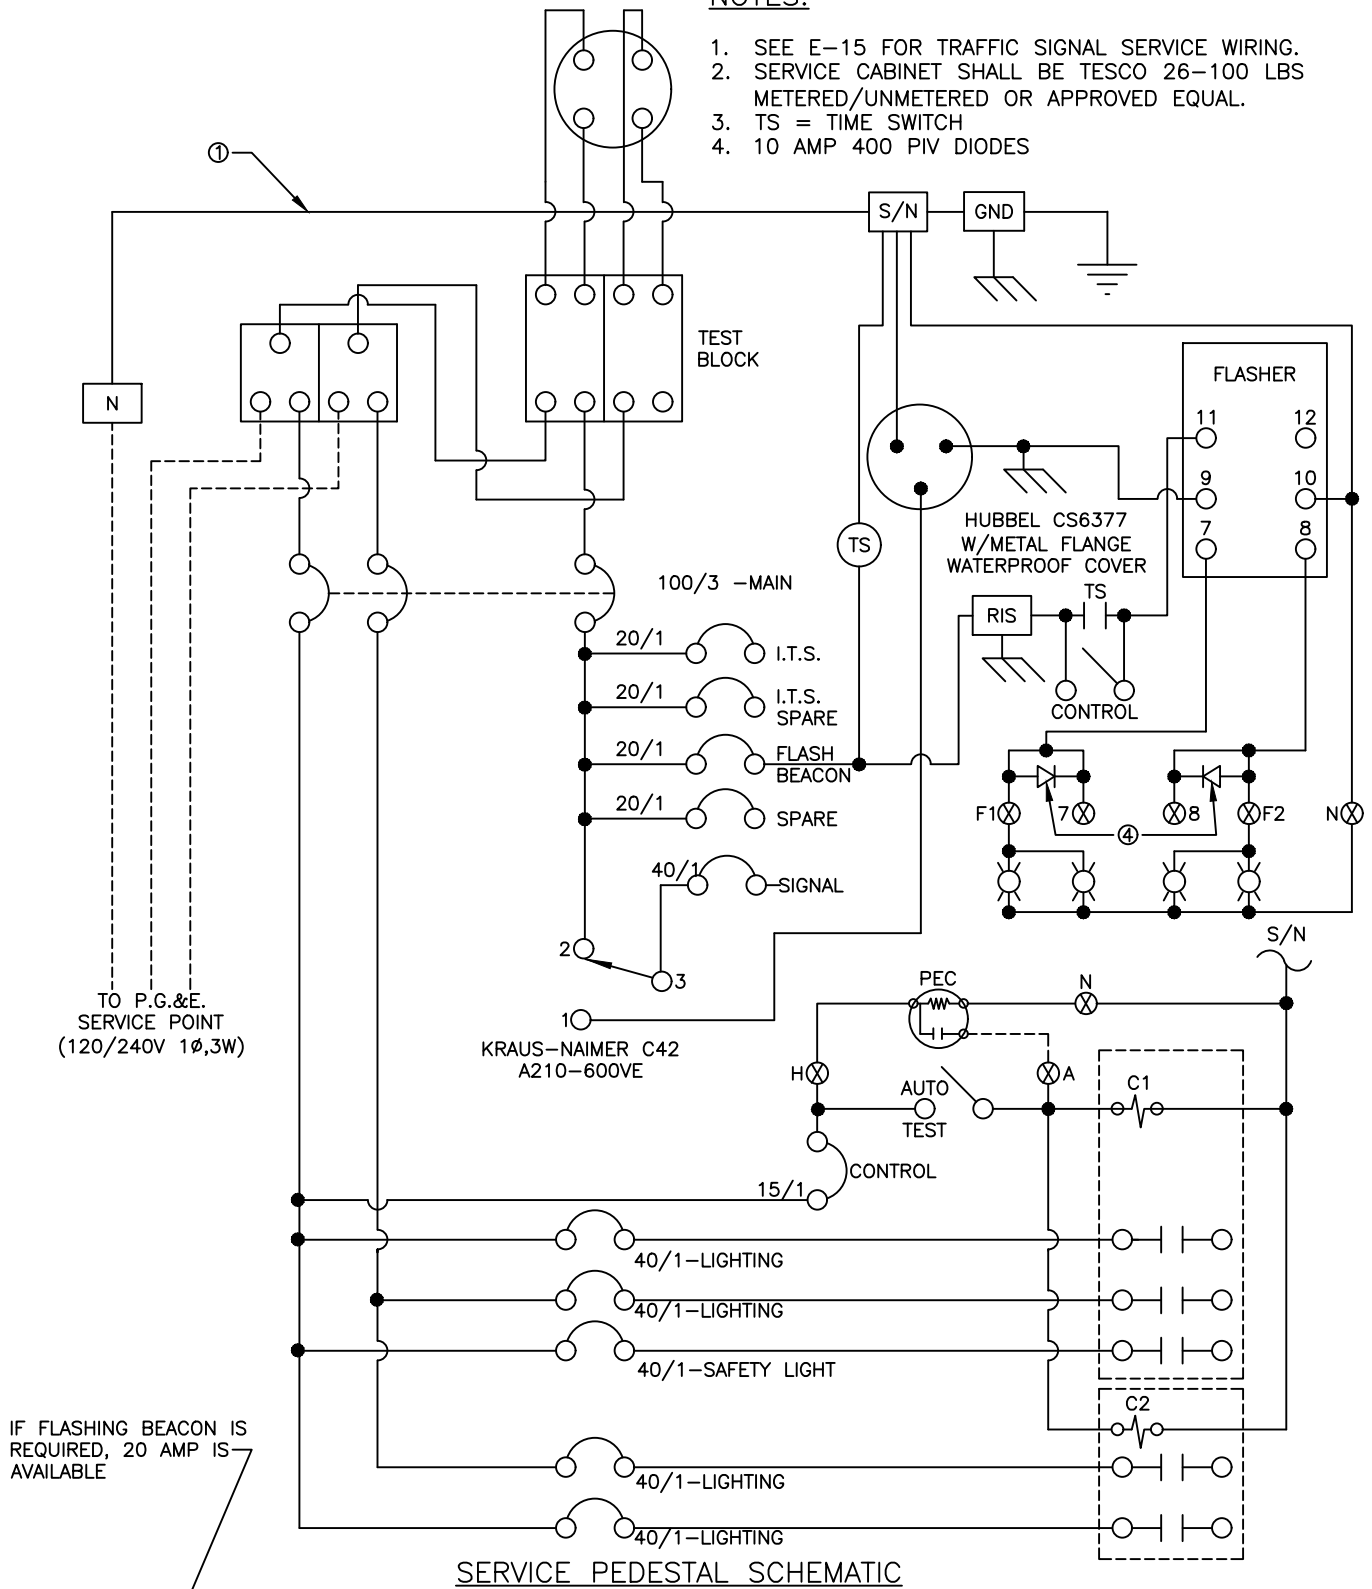 NOTES:
1. SEE E-15 FOR TRAFFIC SIGNAL SERVICE WIRING.
2. SERVICE CABINET SHALL BE TESCO 26-100 LBS
METERED/UNMETERED OR APPROVED EQUAL.
3. TS = TIME SWITCH
4. 10 AMP 400 PIV DIODES
1
S/N
GND
TEST
BLOCK
FLASHER
N
11
12
9
10
7
8
HUBBEL CS6377
W/METAL FLANGE
WATERPROOF COVER
TS
TS
RIS
CONTROL
100/3 -MAIN
20/1
I.T.S.
20/1
I.T.S.
SPARE
20/1
FLASH
BEACON
20/1
SPARE
40/1
SIGNAL
F1
7
8
F2
N
4
2
3
1
S/N
TO P.G.&E.
SERVICE POINT
(120/240V 1Ø,3W)
KRAUS-NAIMER C42
A210-600VE
PEC
N
H
A
AUTO
TEST
C1
CONTROL
15/1
40/1-LIGHTING
40/1-LIGHTING
40/1-SAFETY LIGHT
C2
IF FLASHING BEACON IS
REQUIRED, 20 AMP IS
AVAILABLE
40/1-LIGHTING
40/1-LIGHTING
SERVICE PEDESTAL SCHEMATIC